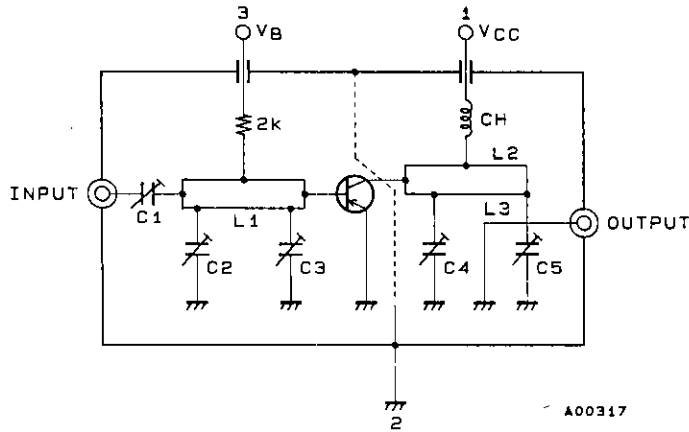 3
VB
1
VCC
2k
CH
L2
INPUT
C1
L1
L3
OUTPUT
C2
C3
C4
C5
2
A00317